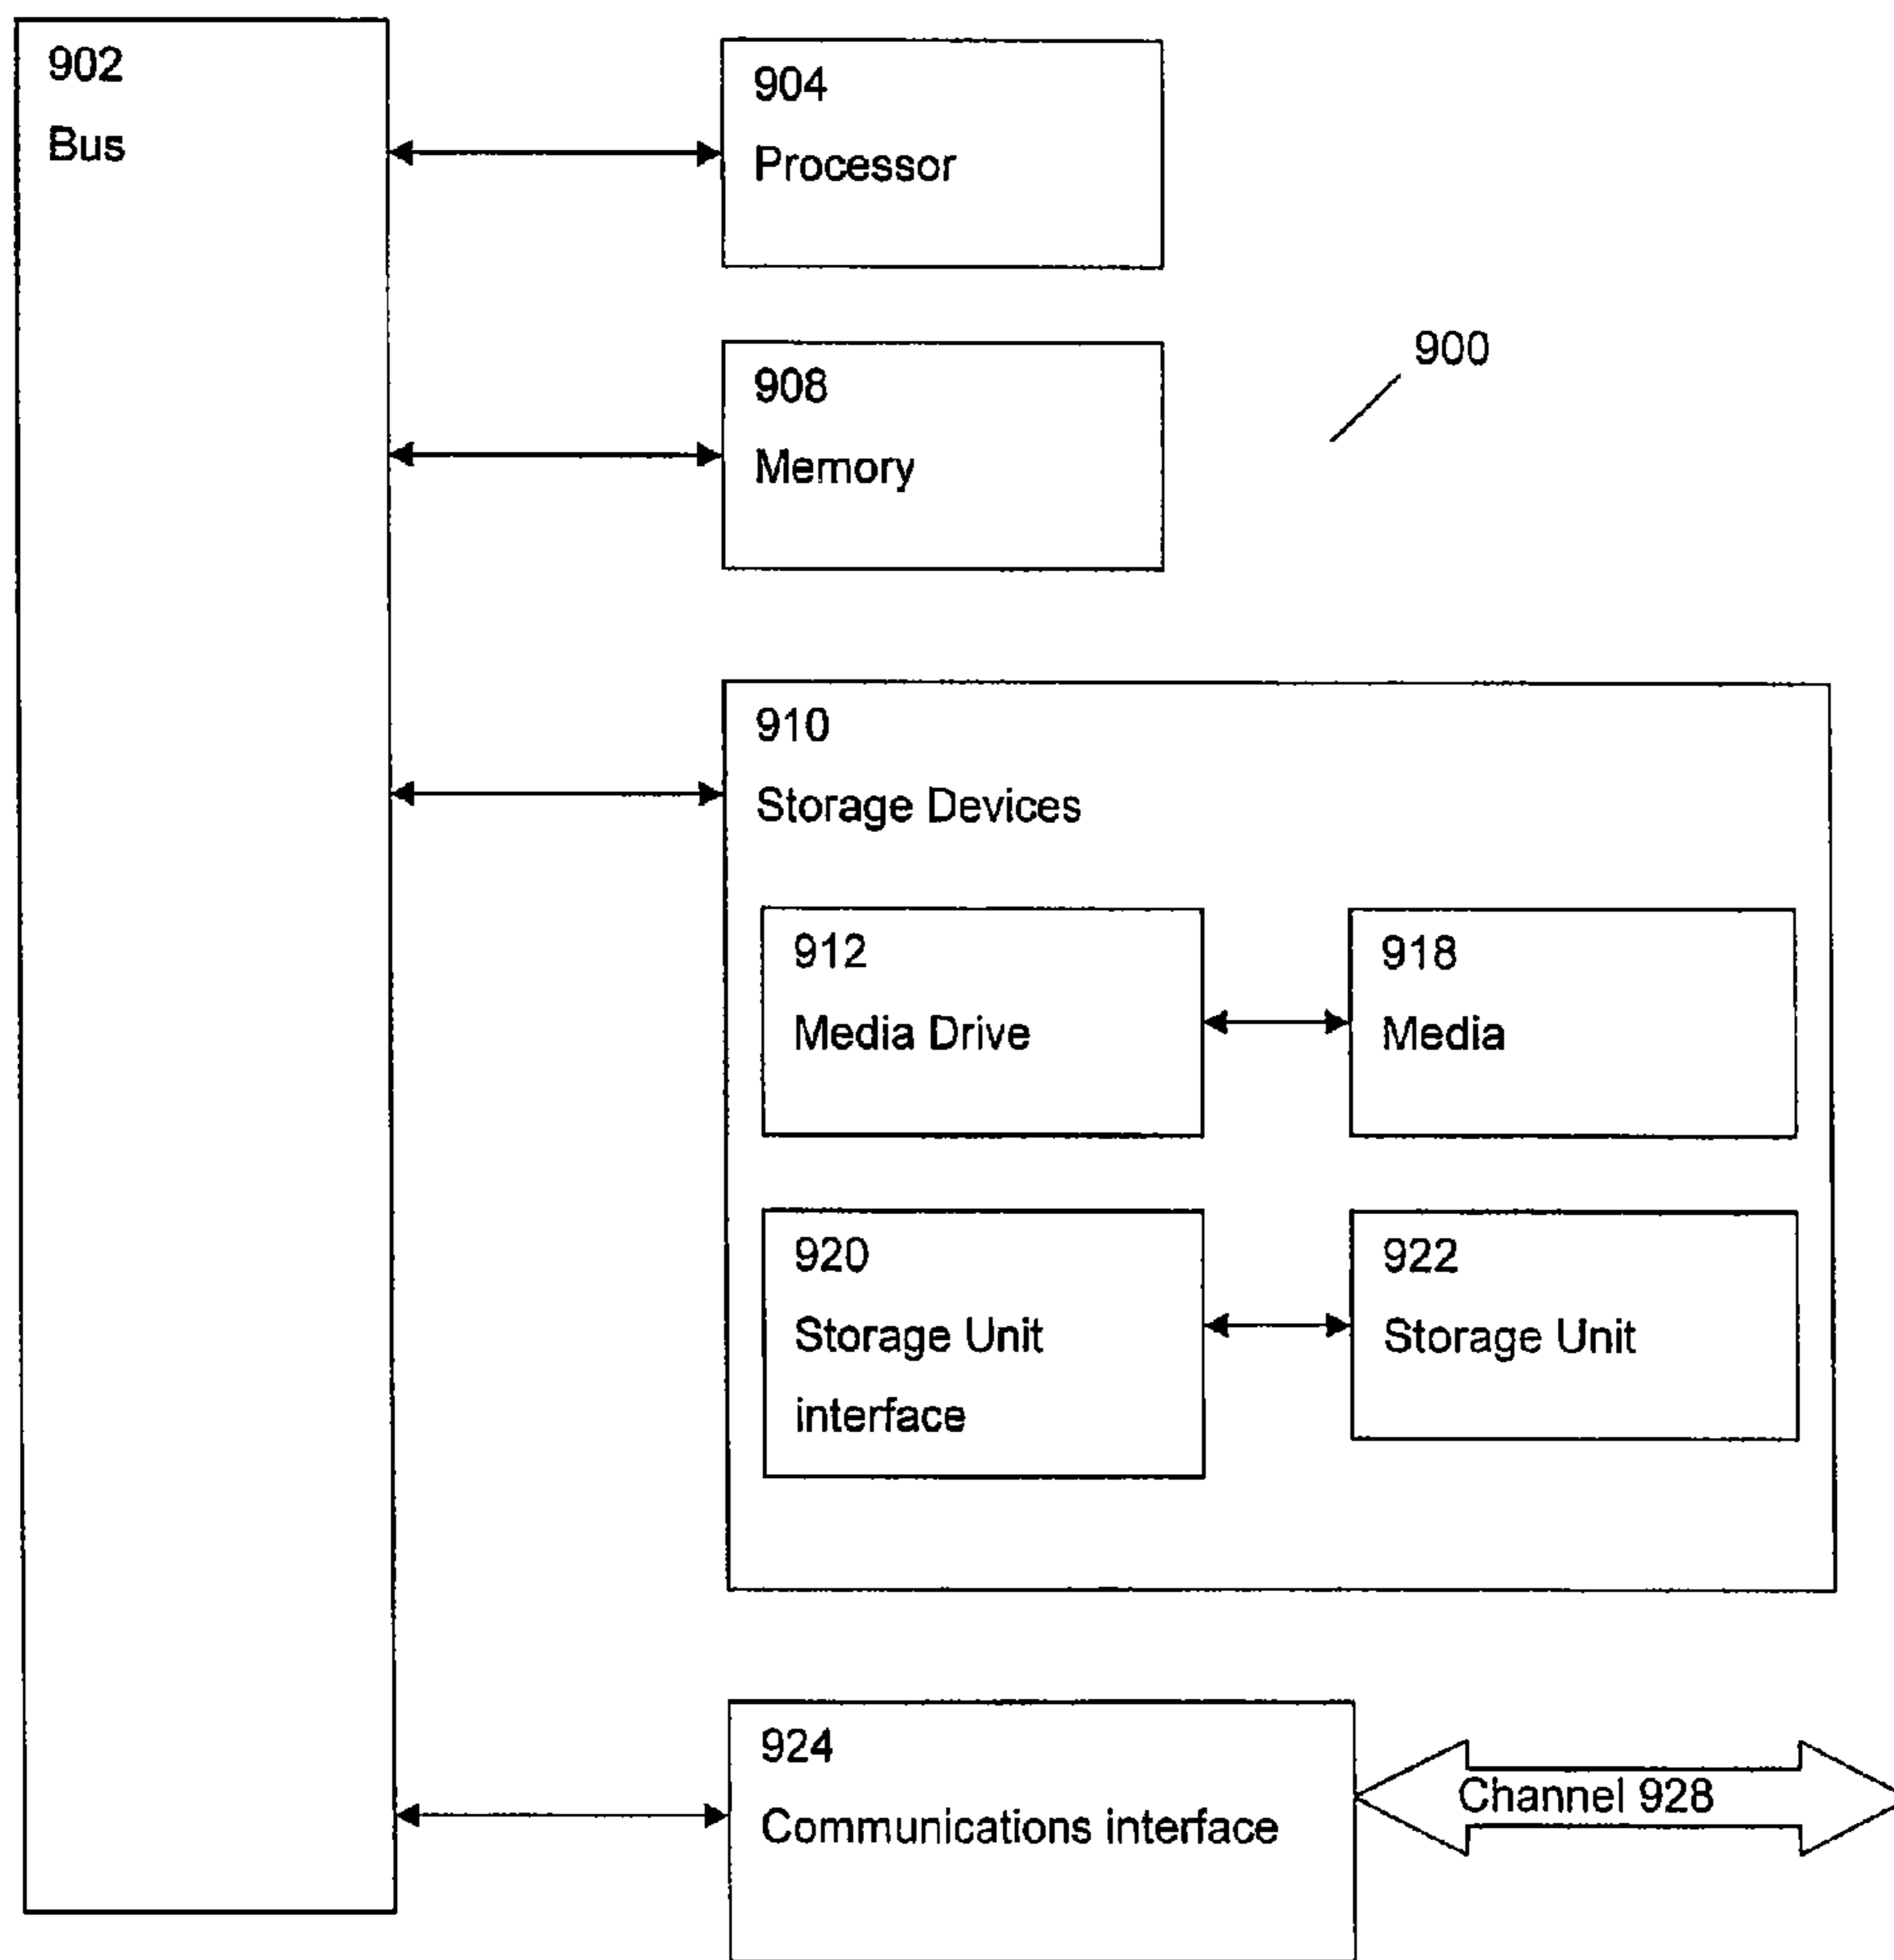 902
Bus
904
Processor
900
908
Memory
910
Storage Devices
912
Media Drive
918
Media
920
Storage Unit
interface
922
Storage Unit
924
Communications interface
Channel 928